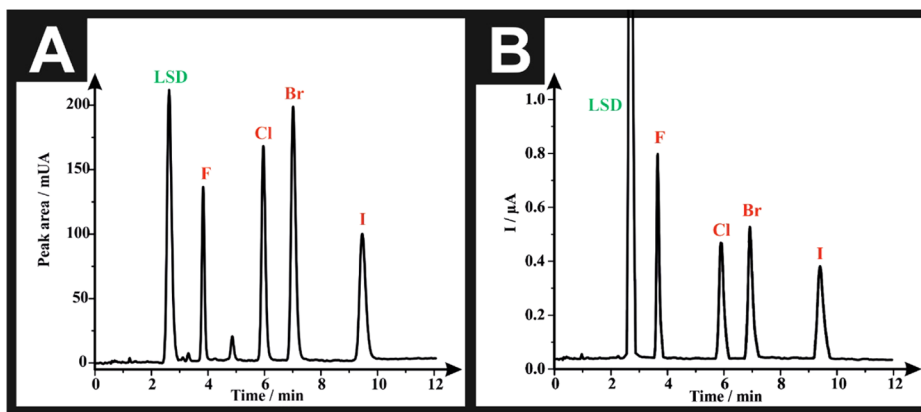 A
LSD
F
Cl
Br
I
Peak area / mUA
200
150
100
50
0
0 2 4 6 8 10 12
Time / min
B
LSD
F
Cl
Br
I
I / µA
1.0
0.8
0.6
0.4
0.2
0.0
0 2 4 6 8 10 12
Time / min